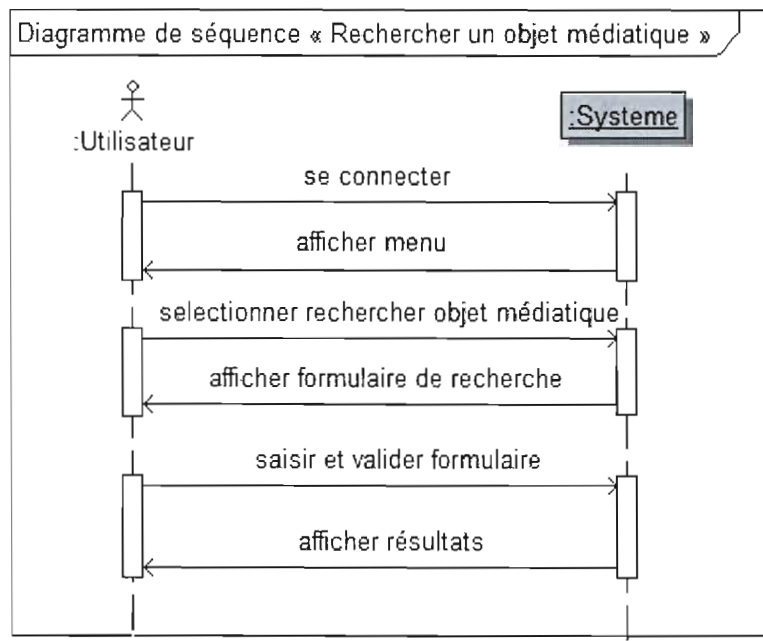 Diagramme de séquence « Rechercher un objet médiatique »
:Utilisateur
:Systeme
se connecter
afficher menu
selectionner rechercher objet médiatique
afficher formulaire de recherche
saisir et valider formulaire
afficher résultats